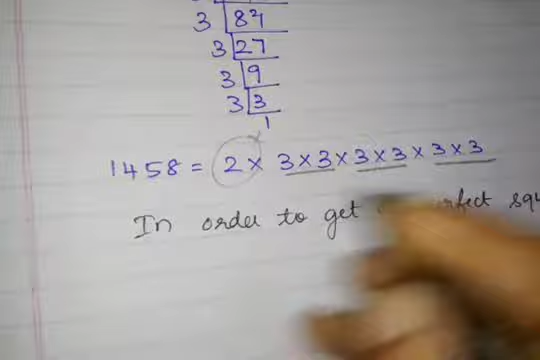 3 81
3 27
3 9
3 3
1
1458 = 2 × 3 × 3 × 3 × 3 × 3 × 3
In order to get